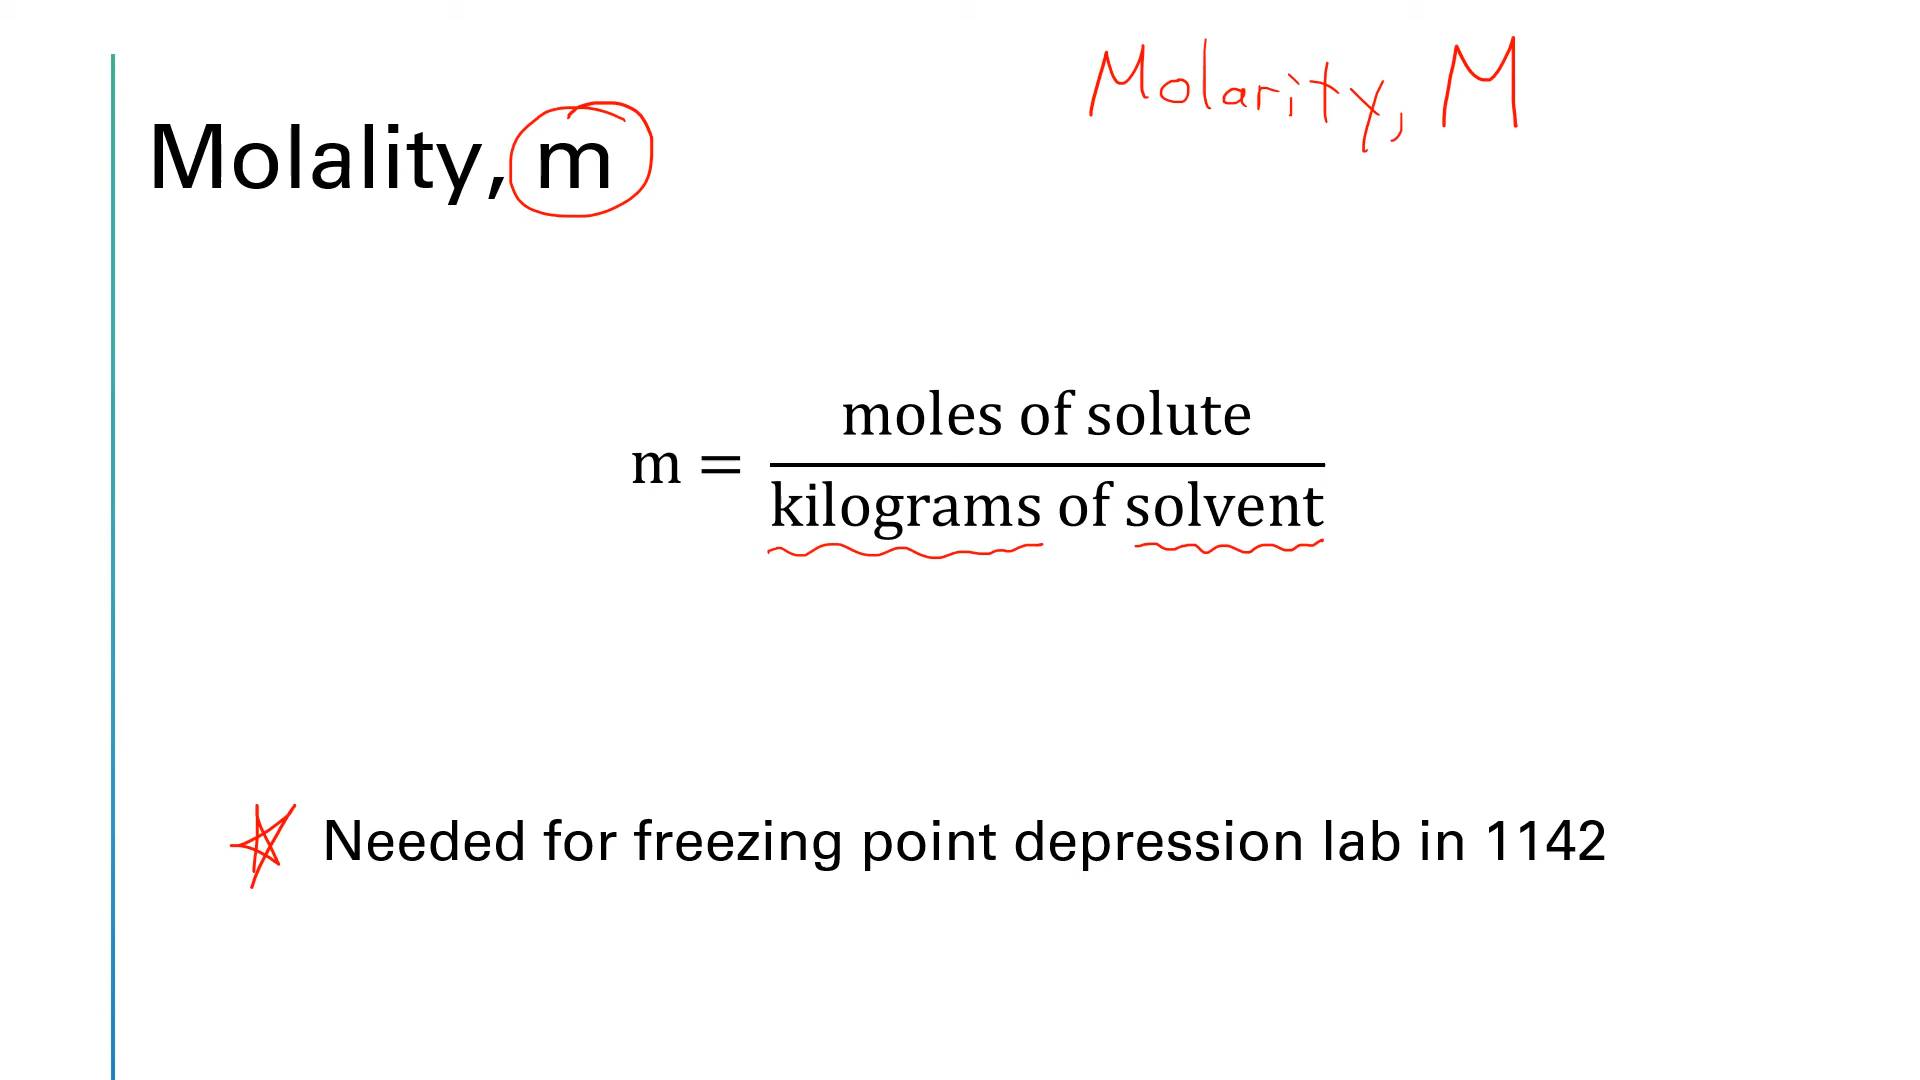 Molarity, M
Molality, m
m = moles of solute / kilograms of solvent
Needed for freezing point depression lab in 1142